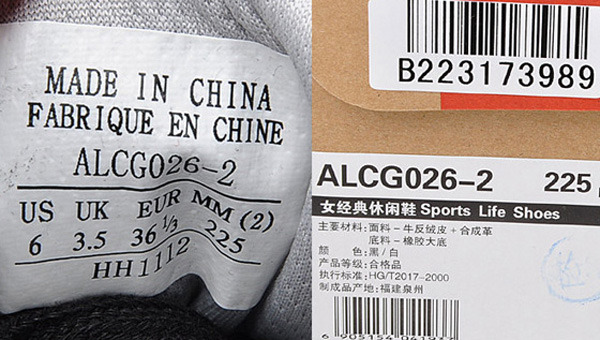 MADE IN CHINA
FABRIQUE EN CHINE
ALCG026-2
US UK EUR MM (2)
6 3.5 36 1/3 225
HH1112
B223173989
ALCG026-2 225
女经典休闲鞋 Sports Life Shoes
主要材料：面料－牛反绒皮＋合成革
底料－橡胶大底
颜 色：黑/白
产品等级：合格品
执行标准：HG/T2017-2000
制成品产地：福建泉州